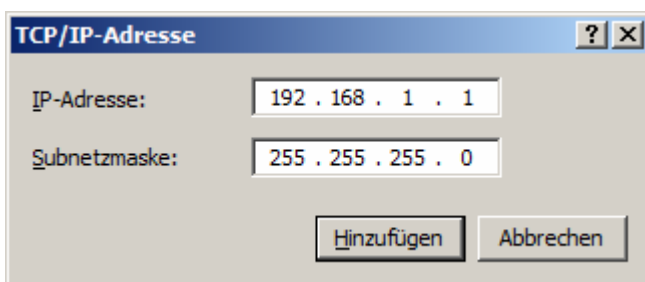 TCP/IP-Adresse
IP-Adresse: 192 . 168 . 1 . 1
Subnetzmaske: 255 . 255 . 255 . 0
Hinzufügen Abbrechen